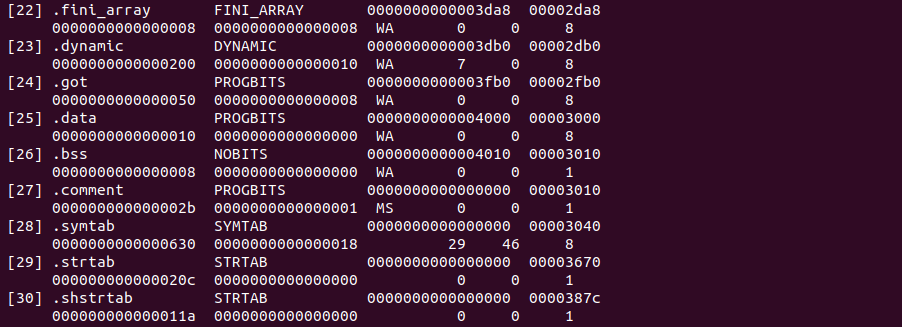 [22] .fini_array       FINI_ARRAY       0000000000003da8  00002da8
     0000000000000008  0000000000000008  WA       0     0     8
[23] .dynamic          DYNAMIC          0000000000003db0  00002db0
     0000000000000200  0000000000000010  WA       7     0     8
[24] .got              PROGBITS         0000000000003fb0  00002fb0
     0000000000000050  0000000000000008  WA       0     0     8
[25] .data             PROGBITS         0000000000004000  00003000
     0000000000000010  0000000000000000  WA       0     0     8
[26] .bss              NOBITS           0000000000004010  00003010
     0000000000000008  0000000000000000  WA       0     0     1
[27] .comment          PROGBITS         0000000000000000  00003010
     000000000000002b  0000000000000001  MS       0     0     1
[28] .symtab           SYMTAB           0000000000000000  00003040
     0000000000000630  0000000000000018          29    46     8
[29] .strtab           STRTAB           0000000000000000  00003670
     000000000000020c  0000000000000000           0     0     1
[30] .shstrtab         STRTAB           0000000000000000  0000387c
     000000000000011a  0000000000000000           0     0     1